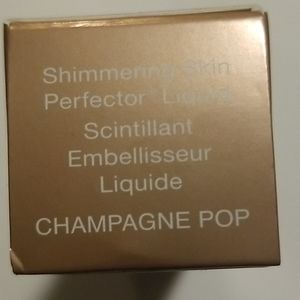 Shimmering Skin
Perfector Liquid
Scintillant
Embellisseur
Liquide
CHAMPAGNE POP